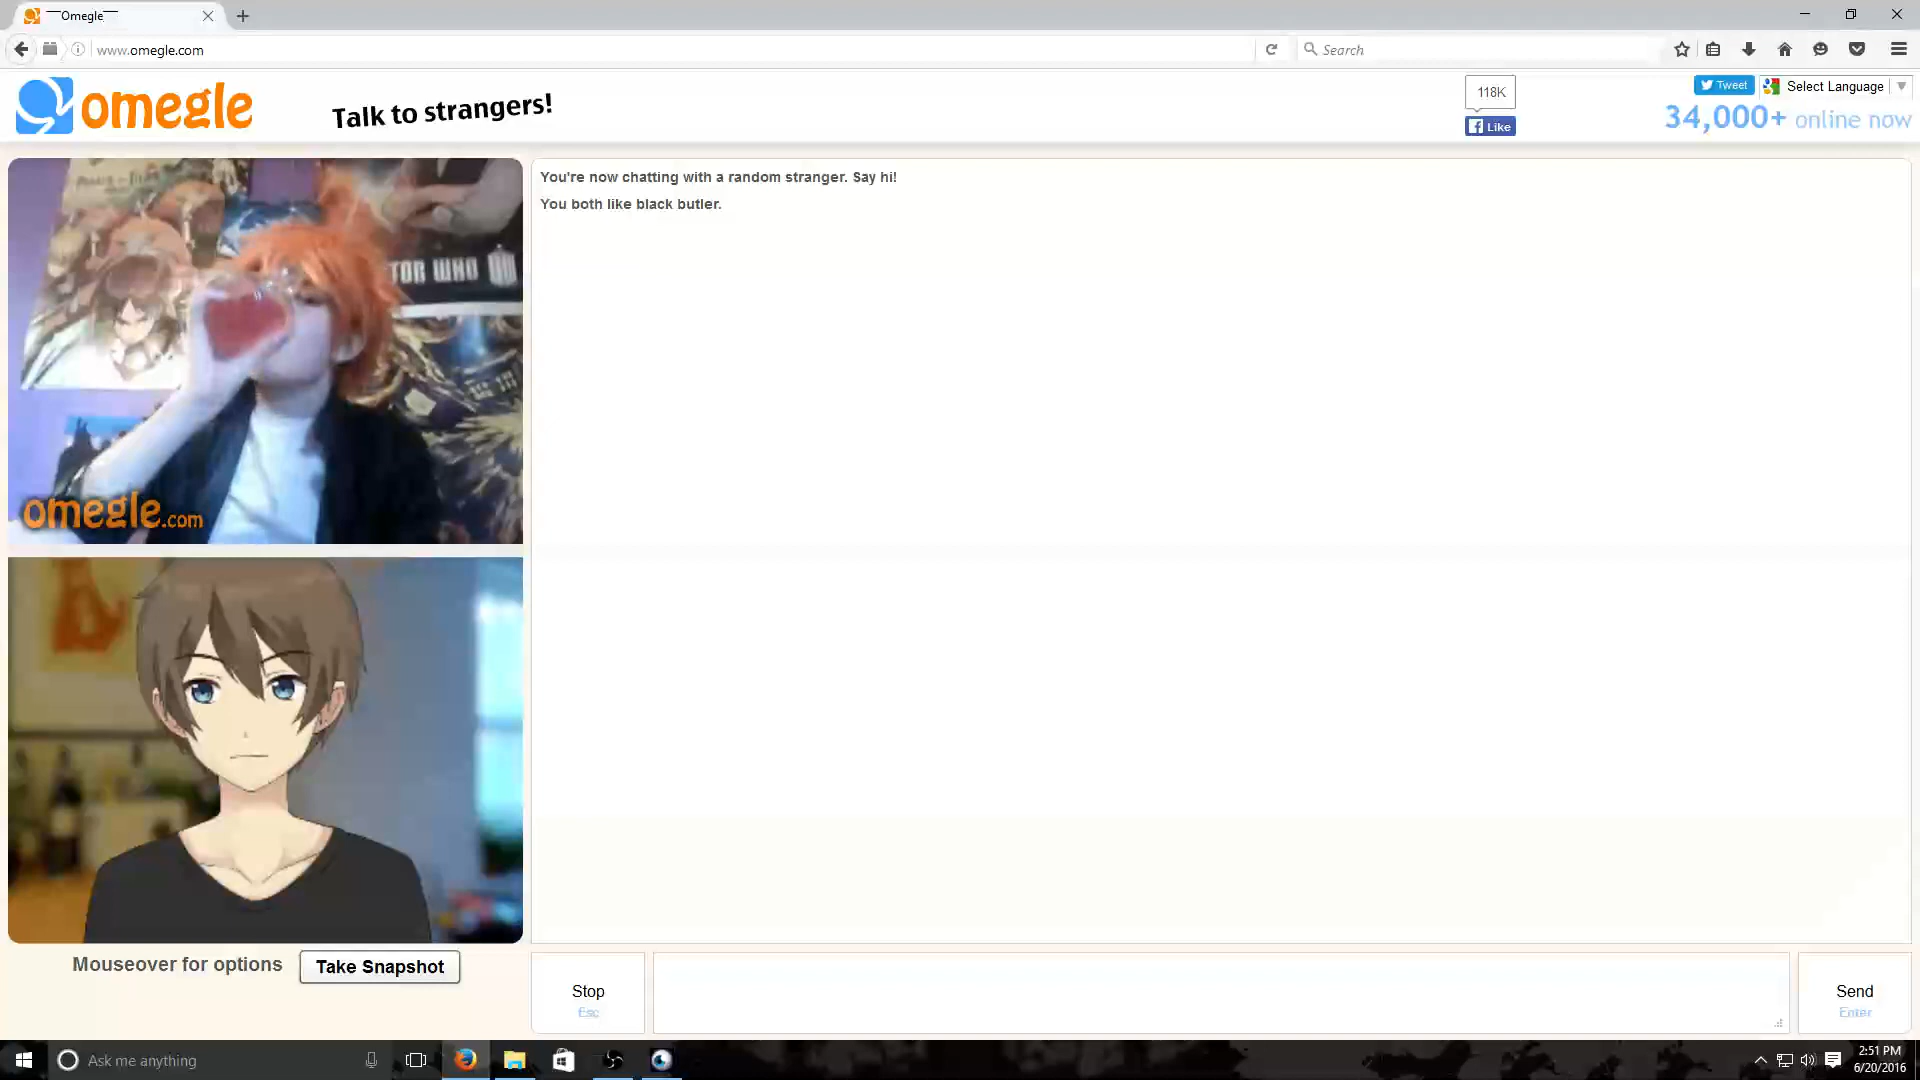 Omegle
www.omegle.com
Search
omegle
Talk to strangers!
118K
Like
Tweet
Select Language
34,000+ online now
TOR WHO
omegle.com
You're now chatting with a random stranger. Say hi!
You both like black butler.
Mouseover for options
Take Snapshot
Stop
Esc
Send
Enter
Ask me anything
2:51 PM
6/20/2016